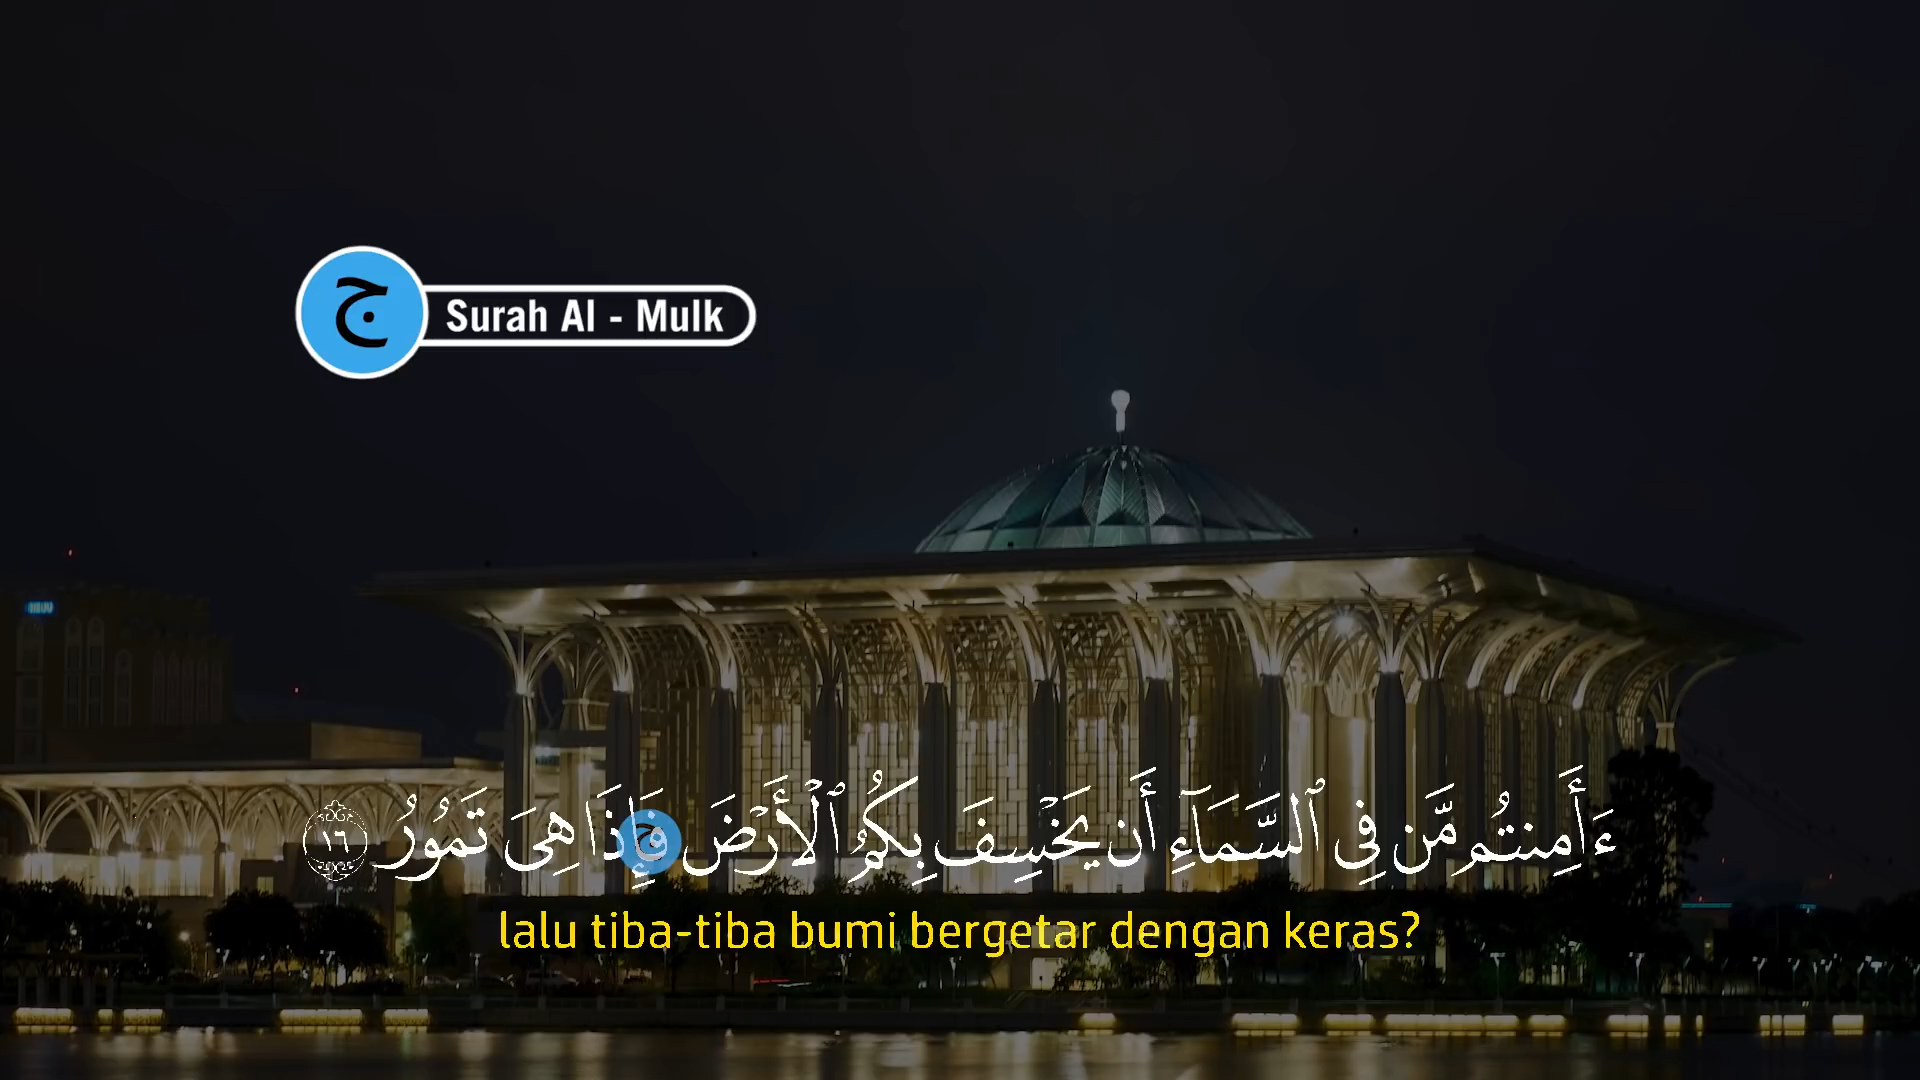 ج
Surah Al - Mulk
ءَأَمِنتُم مَّن فِى ٱلسَّمَآءِ أَن يَخْسِفَ بِكُمُ ٱلْأَرْضَ فَإِذَا هِىَ تَمُورُ ١٦
ج
lalu tiba-tiba bumi bergetar dengan keras?